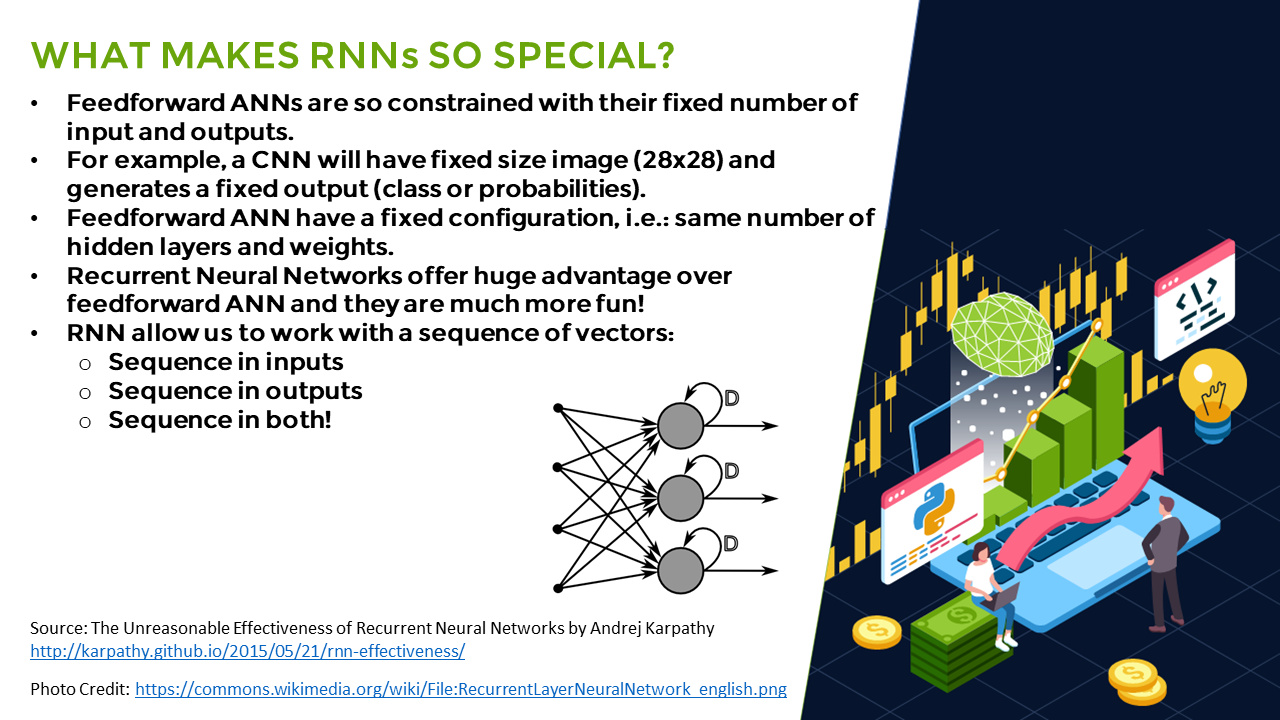 WHAT MAKES RNNs SO SPECIAL?
• Feedforward ANNs are so constrained with their fixed number of
input and outputs.
• For example, a CNN will have fixed size image (28x28) and
generates a fixed output (class or probabilities).
• Feedforward ANN have a fixed configuration, i.e.: same number of
hidden layers and weights.
• Recurrent Neural Networks offer huge advantage over
feedforward ANN and they are much more fun!
• RNN allow us to work with a sequence of vectors:
o Sequence in inputs
o Sequence in outputs
o Sequence in both!
D
D
D
Source: The Unreasonable Effectiveness of Recurrent Neural Networks by Andrej Karpathy
http://karpathy.github.io/2015/05/21/rnn-effectiveness/
Photo Credit: https://commons.wikimedia.org/wiki/File:RecurrentLayerNeuralNetwork_english.png